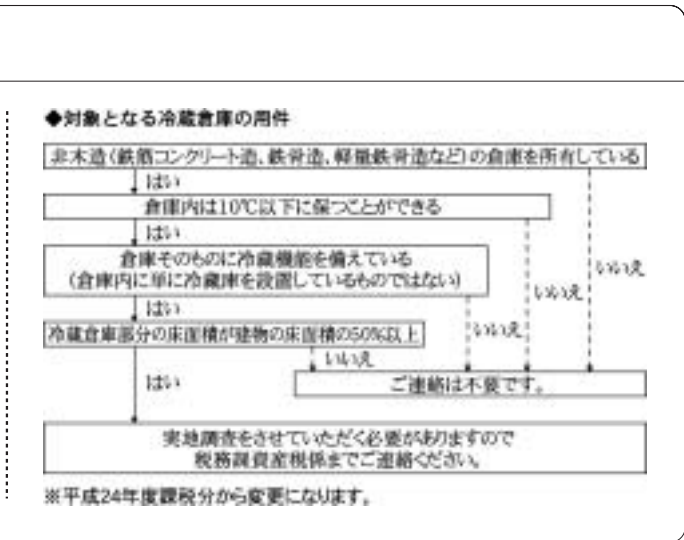 ◆対象となる冷蔵倉庫の用件
非木造(鉄筋コンクリート造、鉄骨造、軽量鉄骨造など)の倉庫を所有している
はい
倉庫内は10℃以下に保つことができる
はい
倉庫そのものに冷蔵機能を備えている
(倉庫内に単に冷蔵庫を設置しているものではない)
いいえ
いいえ
はい
冷蔵倉庫部分の床面積が建物の床面積の50%以上
いいえ
いいえ
はい
ご連絡は不要です。
実地調査をさせていただく必要がありますので
税務課資産税係までご連絡ください。
※平成24年度課税分から変更になります。